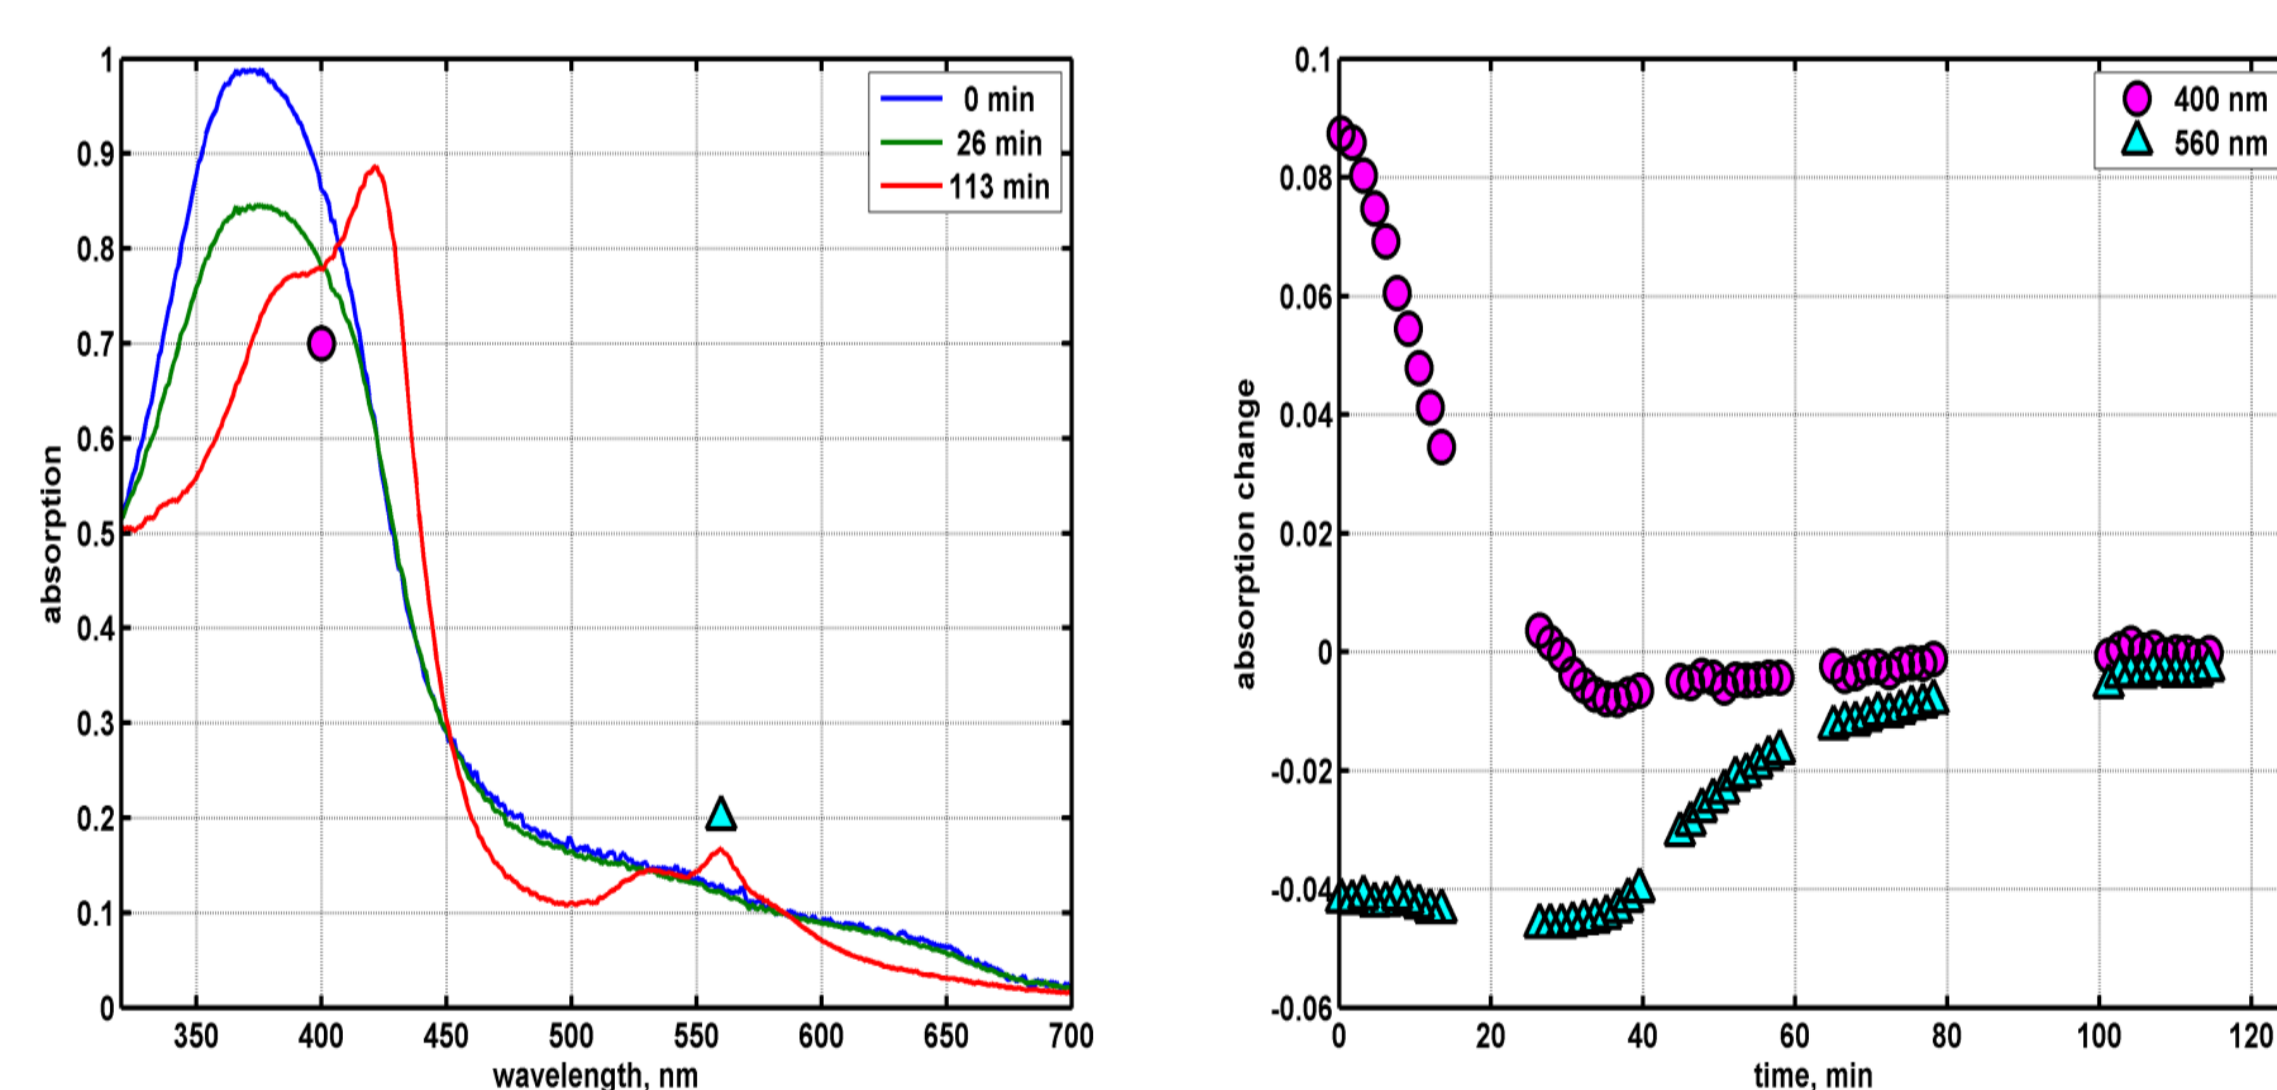 absorption
1
0.9
0.8
0.7
0.6
0.5
0.4
0.3
0.2
0.1
0
350 400 450 500 550 600 650 700
wavelength, nm
0 min
26 min
113 min
absorption change
0.1
0.08
0.06
0.04
0.02
0
-0.02
-0.04
-0.06
0 20 40 60 80 100 120
time, min
400 nm
560 nm